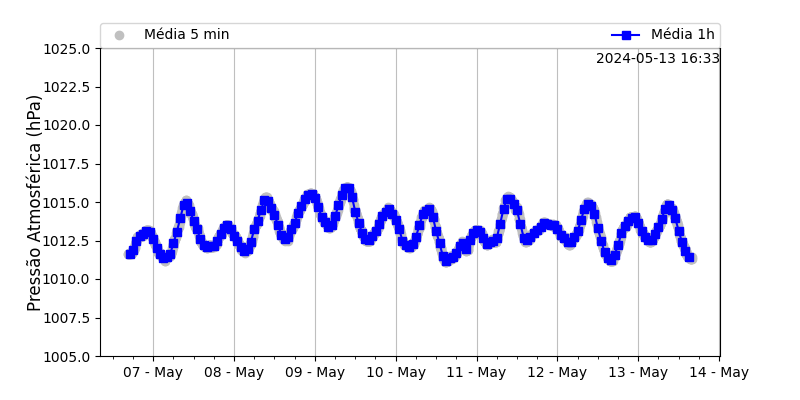 Média 5 min
Média 1h
2024-05-13 16:33
Pressão Atmosférica (hPa)
1025.0
1022.5
1020.0
1017.5
1015.0
1012.5
1010.0
1007.5
1005.0
07 - May
08 - May
09 - May
10 - May
11 - May
12 - May
13 - May
14 - May